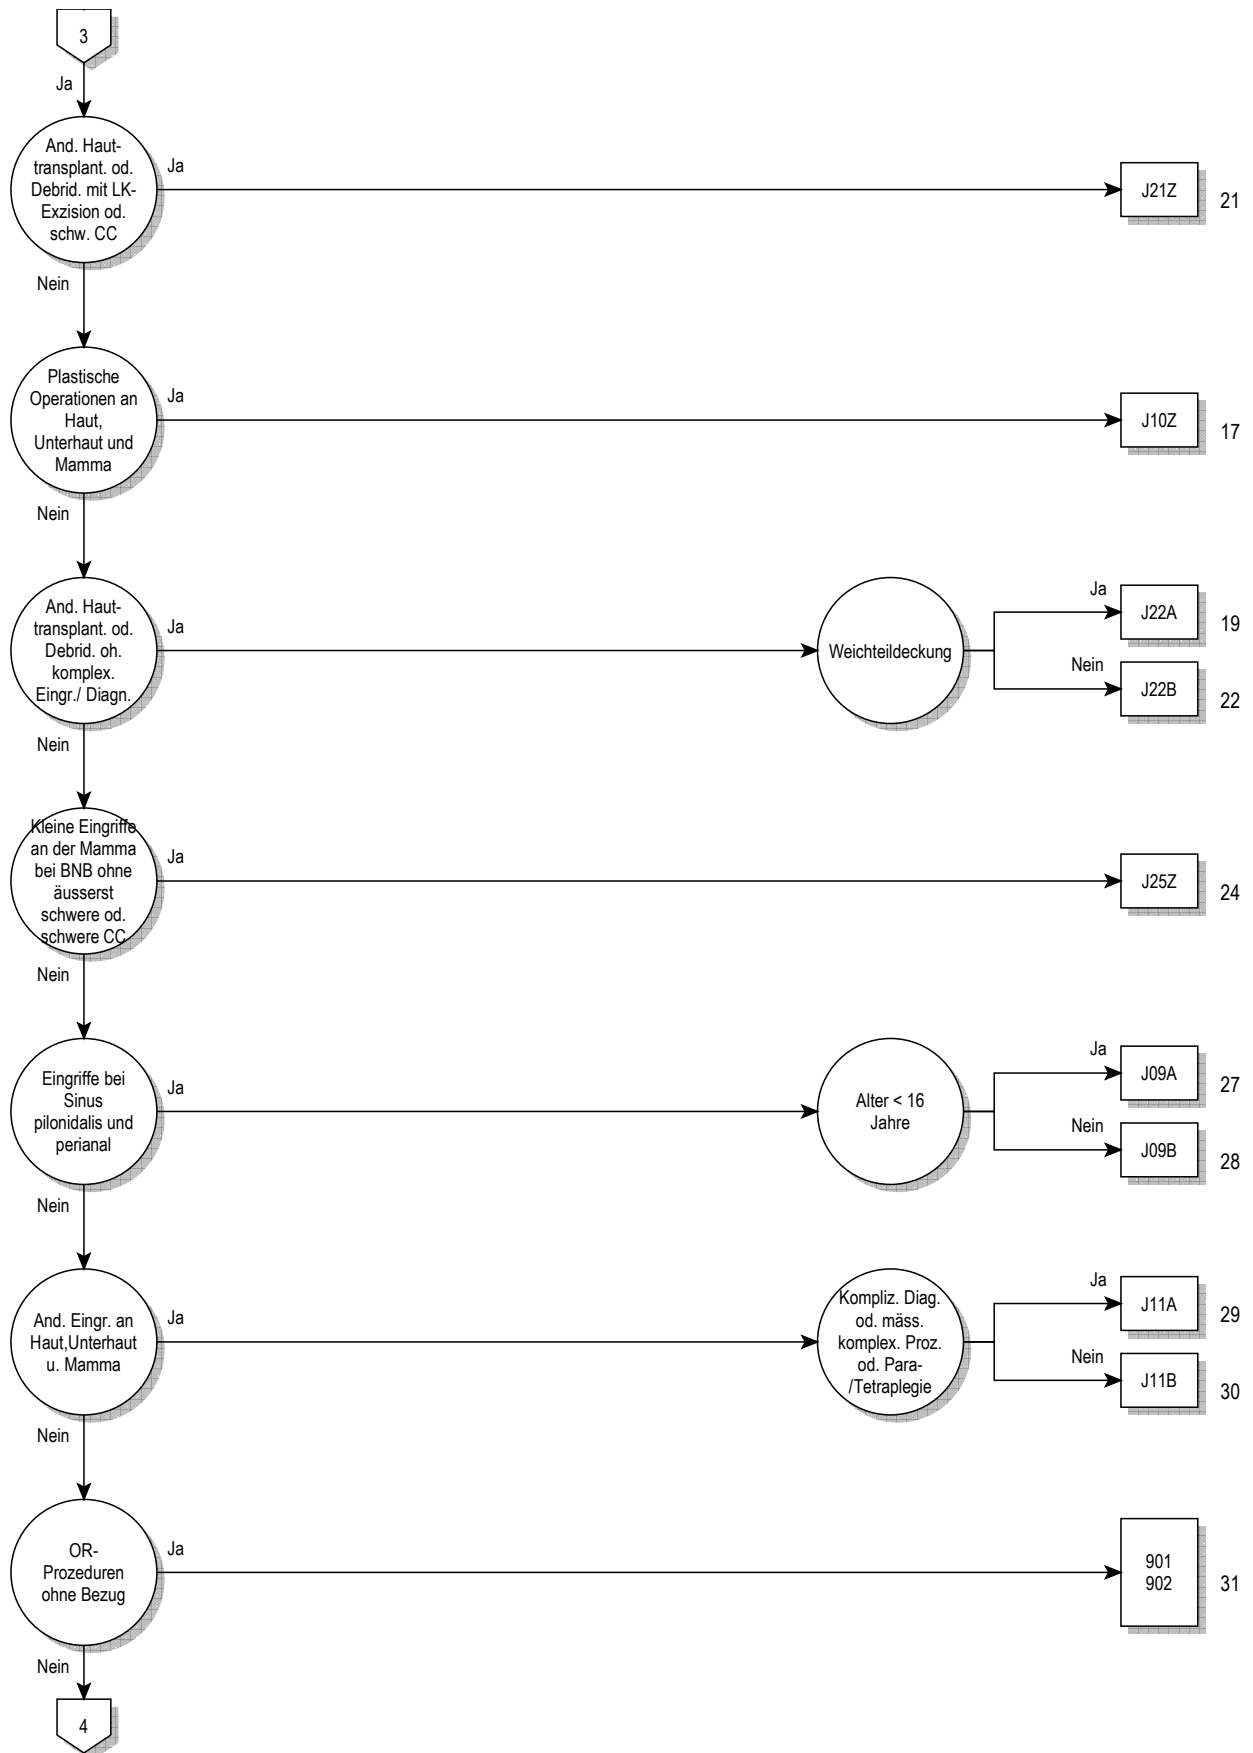 3
Ja
And. Haut-
transplant. od.
Debrid. mit LK-
Exzision od.
schw. CC
Ja
J21Z
21
Nein
Plastische
Operationen an
Haut,
Unterhaut und
Mamma
Ja
J10Z
17
Nein
And. Haut-
transplant. od.
Debrid. oh.
komplex.
Eingr./ Diagn.
Ja
Weichteildeckung
Ja
J22A
19
Nein
J22B
22
Nein
Kleine Eingriffe
an der Mamma
bei BNB ohne
äusserst
schwere od.
schwere CC
Ja
J25Z
24
Nein
Eingriffe bei
Sinus
pilonidalis und
perianal
Ja
Alter < 16
Jahre
Ja
J09A
27
Nein
J09B
28
Nein
And. Eingr. an
Haut,Unterhaut
u. Mamma
Ja
Kompliz. Diag.
od. mäss.
komplex. Proz.
od. Para-
/Tetraplegie
Ja
J11A
29
Nein
J11B
30
Nein
OR-
Prozeduren
ohne Bezug
Ja
901
902
31
Nein
4